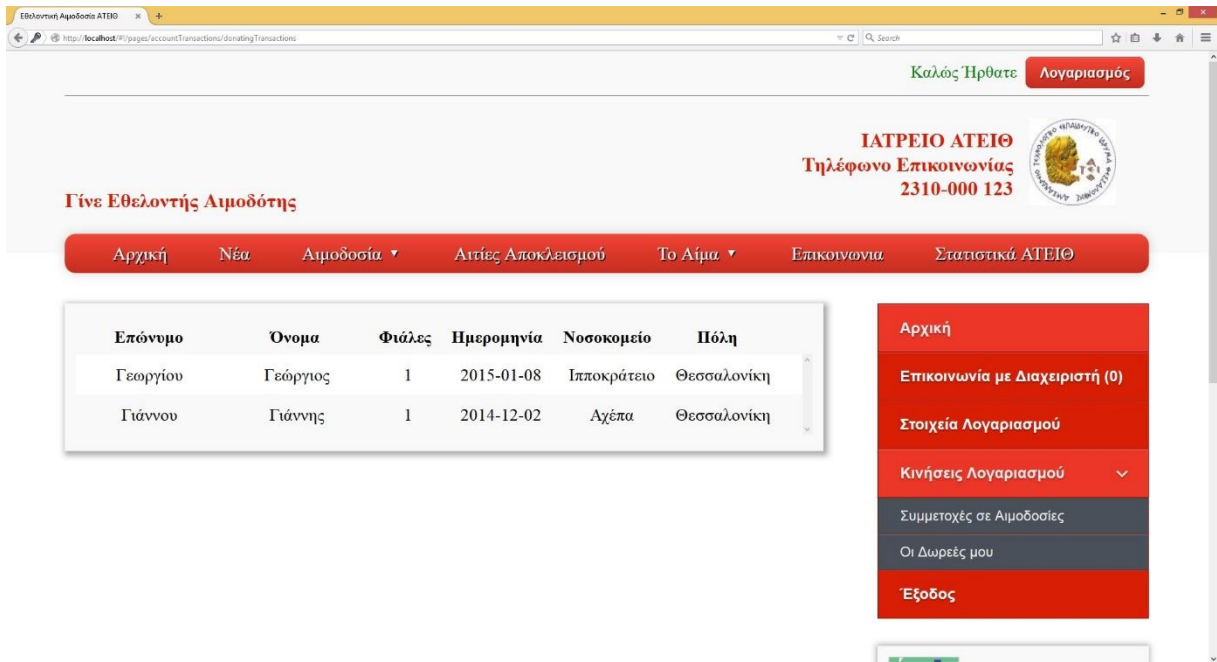 Εθελοντική Αιμοδοσία ΑΤΕΙΘ × +
http://localhost/#!/pages/accountTransactions/donatingTransactions
Search
Καλώς Ήρθατε Λογαριασμός
ΙΑΤΡΕΙΟ ΑΤΕΙΘ
Τηλέφωνο Επικοινωνίας
2310-000 123
Γίνε Εθελοντής Αιμοδότης
Αρχική Νέα Αιμοδοσία ▼ Αιτίες Αποκλεισμού Το Αίμα ▼ Επικοινωνια Στατιστικά ΑΤΕΙΘ
Επώνυμο Όνομα Φιάλες Ημερομηνία Νοσοκομείο Πόλη
Γεωργίου Γεώργιος 1 2015-01-08 Ιπποκράτειο Θεσσαλονίκη
Γιάννου Γιάννης 1 2014-12-02 Αχέπα Θεσσαλονίκη
Αρχική
Επικοινωνία με Διαχειριστή (0)
Στοιχεία Λογαριασμού
Κινήσεις Λογαριασμού
Συμμετοχές σε Αιμοδοσίες
Οι Δωρεές μου
Έξοδος